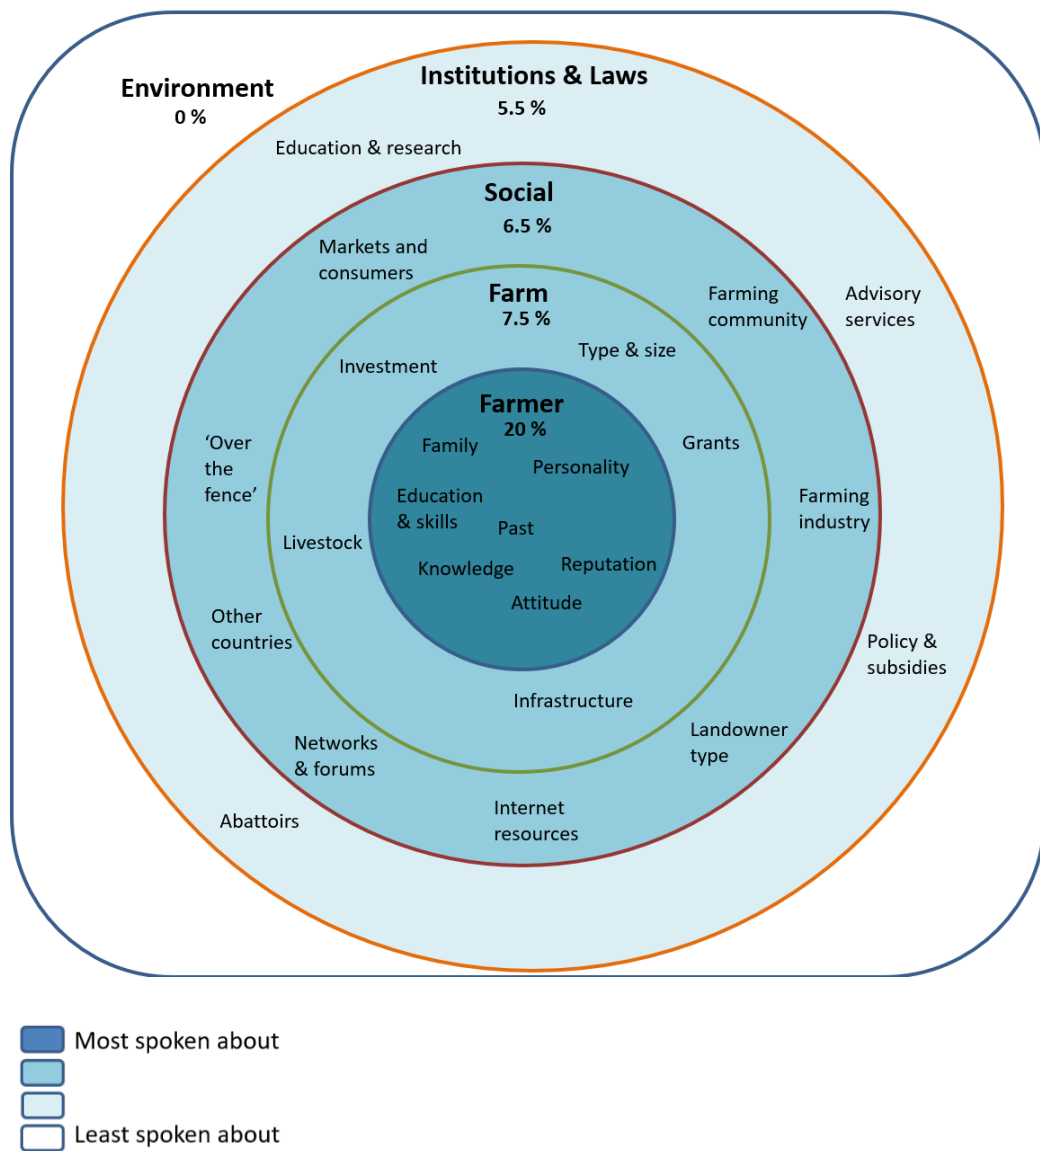 Environment
0 %
Institutions & Laws
5.5 %
Education & research
Social
6.5 %
Markets and
consumers
Farm
7.5 %
Farming
community
Advisory
services
Investment
Type & size
Farmer
20 %
Family
Personality
Grants
‘Over
the
fence’
Education
& skills
Past
Farming
industry
Livestock
Knowledge
Reputation
Attitude
Other
countries
Policy &
subsidies
Infrastructure
Networks
& forums
Landowner
type
Abattoirs
Internet
resources
Most spoken about
Least spoken about